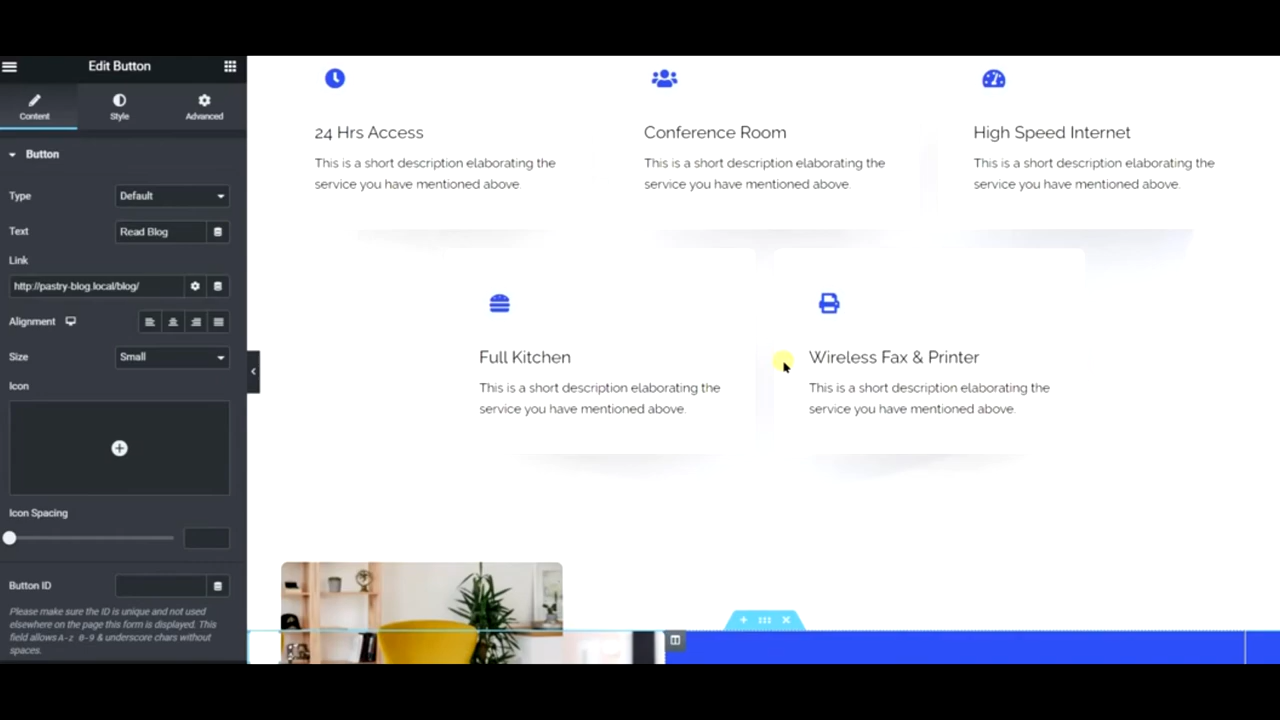 Edit Button
Content
Style
Advanced
Button
Type
Default
Text
Read Blog
Link
http://pastry-blog.local/blog/
Alignment
Size
Small
Icon
Icon Spacing
Button ID
Please make sure the ID is unique and not used
elsewhere on the page this form is displayed. This
field allows A-z 0-9 & underscore chars without
spaces.
24 Hrs Access
This is a short description elaborating the
service you have mentioned above.
Conference Room
This is a short description elaborating the
service you have mentioned above.
High Speed Internet
This is a short description elaborating the
service you have mentioned above.
Full Kitchen
This is a short description elaborating the
service you have mentioned above.
Wireless Fax & Printer
This is a short description elaborating the
service you have mentioned above.